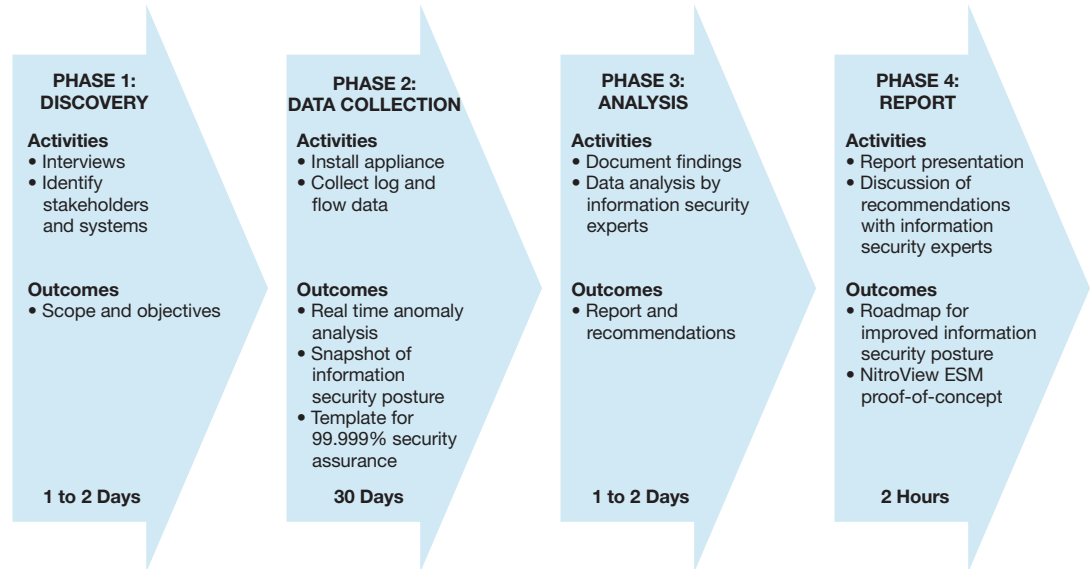 PHASE 1:
DISCOVERY
Activities
• Interviews
• Identify
stakeholders
and systems
Outcomes
• Scope and objectives
1 to 2 Days
PHASE 2:
DATA COLLECTION
Activities
• Install appliance
• Collect log and
flow data
Outcomes
• Real time anomaly
analysis
• Snapshot of
information
security posture
• Template for
99.999% security
assurance
30 Days
PHASE 3:
ANALYSIS
Activities
• Document findings
• Data analysis by
information security
experts
Outcomes
• Report and
recommendations
1 to 2 Days
PHASE 4:
REPORT
Activities
• Report presentation
• Discussion of
recommendations
with information
security experts
Outcomes
• Roadmap for
improved information
security posture
• NitroView ESM
proof-of-concept
2 Hours